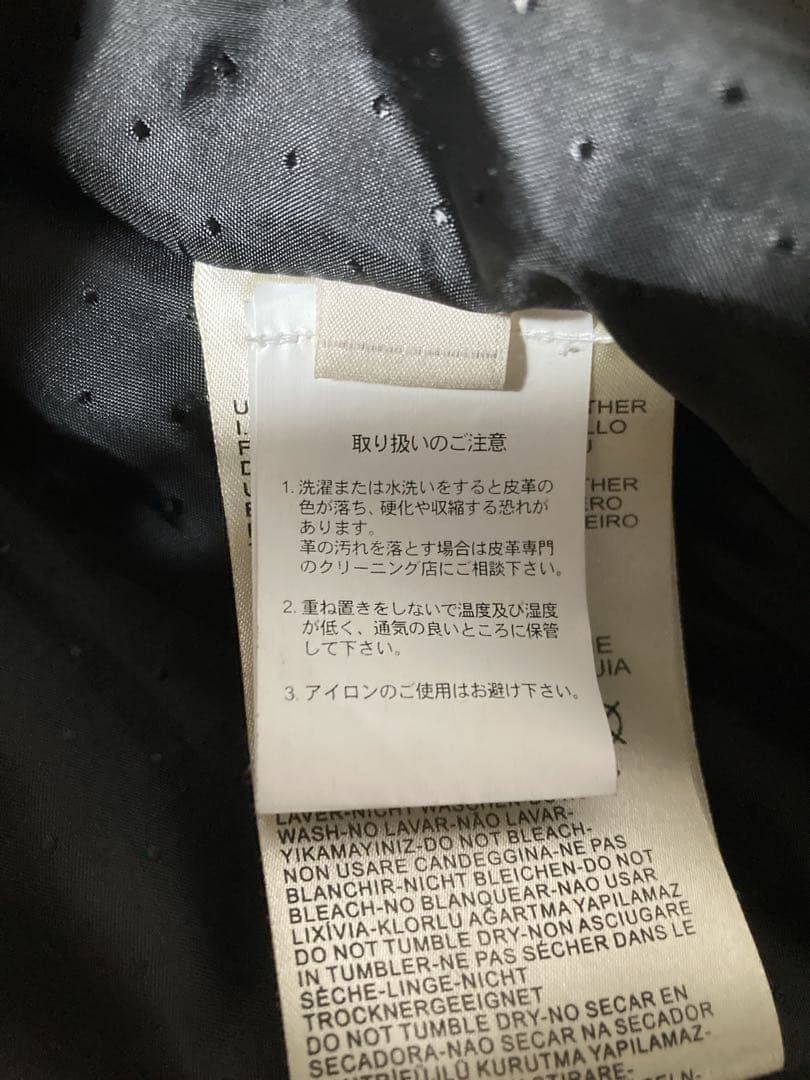 取り扱いのご注意
1. 洗濯または水洗いをすると皮革の
色が落ち、硬化や収縮する恐れが
あります。
革の汚れを落とす場合は皮革専門
のクリーニング店にご相談下さい。
2. 重ね置きをしないで温度及び湿度
が低く、通気の良いところに保管
して下さい。
3. アイロンのご使用はお避け下さい。
WASH-NO LAVAR-NÃO LAVAR-
YIKAMAYINIZ-DO NOT BLEACH-
NON USARE CANDEGGINA-NE PAS
BLANCHIR-NICHT BLEICHEN-DO NOT
BLEACH-NO BLANQUEAR-NAO USAR
LIXÍVIA-KLORLU AĞARTMA YAPILAMAZ
DO NOT TUMBLE DRY-NON ASCIUGARE
IN TUMBLER-NE PAS SÉCHER DANS LE
SÈCHE-LINGE-NICHT
TROCKNERGEEIGNET
DO NOT TUMBLE DRY-NO SECAR EN
SECADORA-NAO SECAR NA SECADOR
KURUTMA YAPILAMAZ-